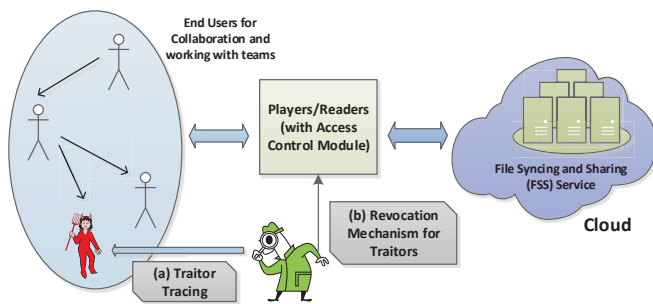 End Users for
Collaboration and
working with teams
Players/Readers
(with Access
Control Module)
File Syncing and Sharing
(FSS) Service
Cloud
(b) Revocation
Mechanism for
Traitors
(a) Traitor
Tracing